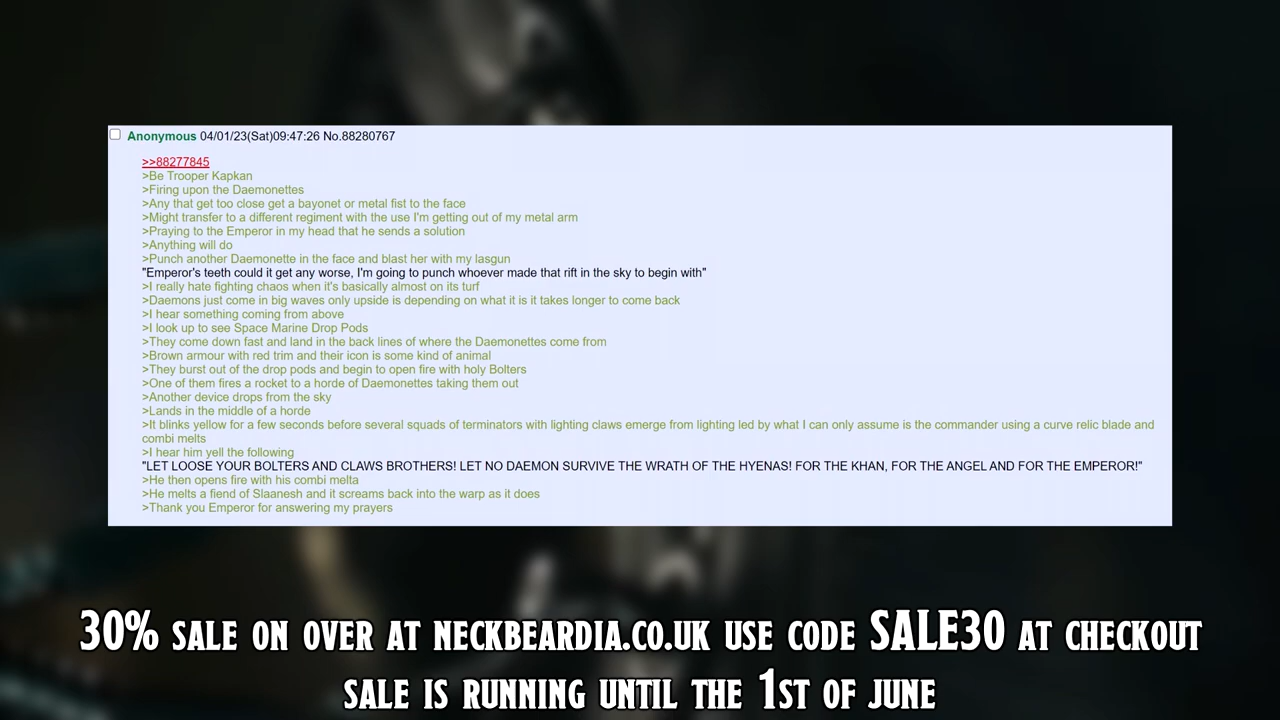 Anonymous 04/01/23(Sat)09:47:26 No.88280767
>>88277845
>Be Trooper Kapkan
>Firing upon the Daemonettes
>Any that get too close get a bayonet or metal fist to the face
>Might transfer to a different regiment with the use I'm getting out of my metal arm
>Praying to the Emperor in my head that he sends a solution
>Anything will do
>Punch another Daemonette in the face and blast her with my lasgun
"Emperor's teeth could it get any worse, I'm going to punch whoever made that rift in the sky to begin with"
>I really hate fighting chaos when it's basically almost on its turf
>Daemons just come in big waves only upside is depending on what it is it takes longer to come back
>I hear something coming from above
>I look up to see Space Marine Drop Pods
>They come down fast and land in the back lines of where the Daemonettes come from
>Brown armour with red trim and their icon is some kind of animal
>They burst out of the drop pods and begin to open fire with holy Bolters
>One of them fires a rocket to a horde of Daemonettes taking them out
>Another device drops from the sky
>Lands in the middle of a horde
>It blinks yellow for a few seconds before several squads of terminators with lighting claws emerge from lighting led by what I can only assume is the commander using a curve relic blade and
combi melts
>I hear him yell the following
"LET LOOSE YOUR BOLTERS AND CLAWS BROTHERS! LET NO DAEMON SURVIVE THE WRATH OF THE HYENAS! FOR THE KHAN, FOR THE ANGEL AND FOR THE EMPEROR!"
>He then opens fire with his combi melta
>He melts a fiend of Slaanesh and it screams back into the warp as it does
>Thank you Emperor for answering my prayers
30% SALE ON OVER AT NECKBEARDIA.CO.UK USE CODE SALE30 AT CHECKOUT
SALE IS RUNNING UNTIL THE 1ST OF JUNE